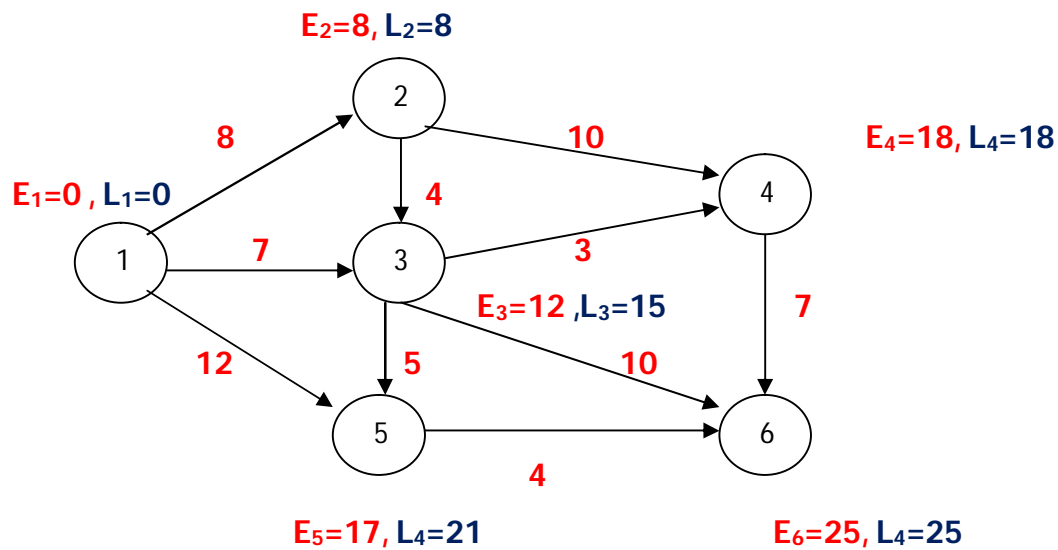 E₂=8, L₂=8
2
8
10
E₄=18, L₄=18
E₁=0 , L₁=0
4
4
1
7
3
3
E₃=12 ,L₃=15
7
12
5
10
5
6
4
E₅=17, L₄=21
E₆=25, L₄=25